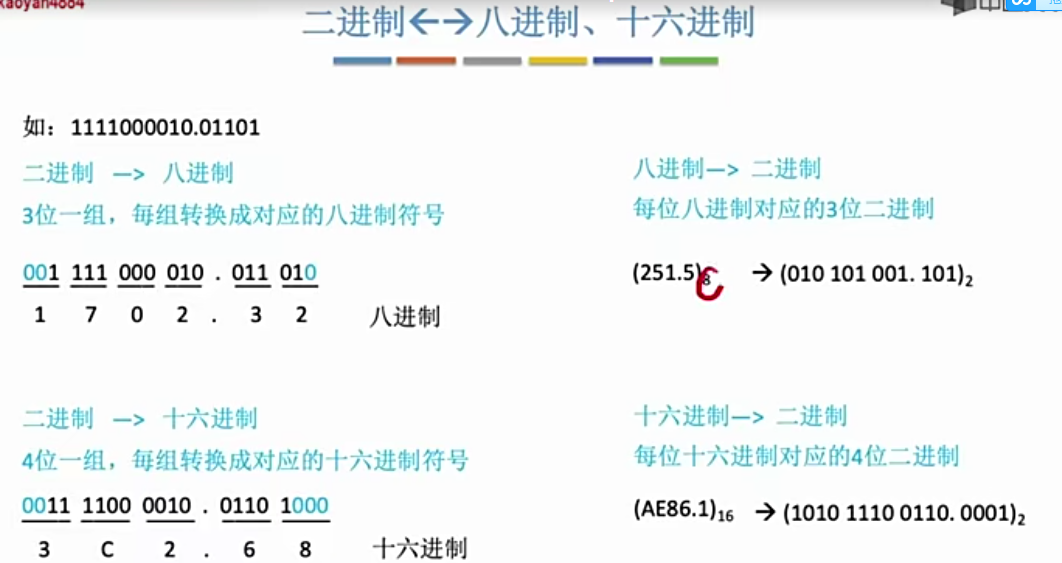 kaoyan4884
二进制←→八进制、十六进制
如：1111000010.01101
二进制 —> 八进制
3位一组，每组转换成对应的八进制符号
001 111 000 010 . 011 010
1 7 0 2 . 3 2 八进制
八进制—> 二进制
每位八进制对应的3位二进制
(251.5)8 → (010 101 001. 101)2
二进制 —> 十六进制
4位一组，每组转换成对应的十六进制符号
0011 1100 0010 . 0110 1000
3 C 2 . 6 8 十六进制
十六进制—> 二进制
每位十六进制对应的4位二进制
(AE86.1)16 → (1010 1110 0110. 0001)2